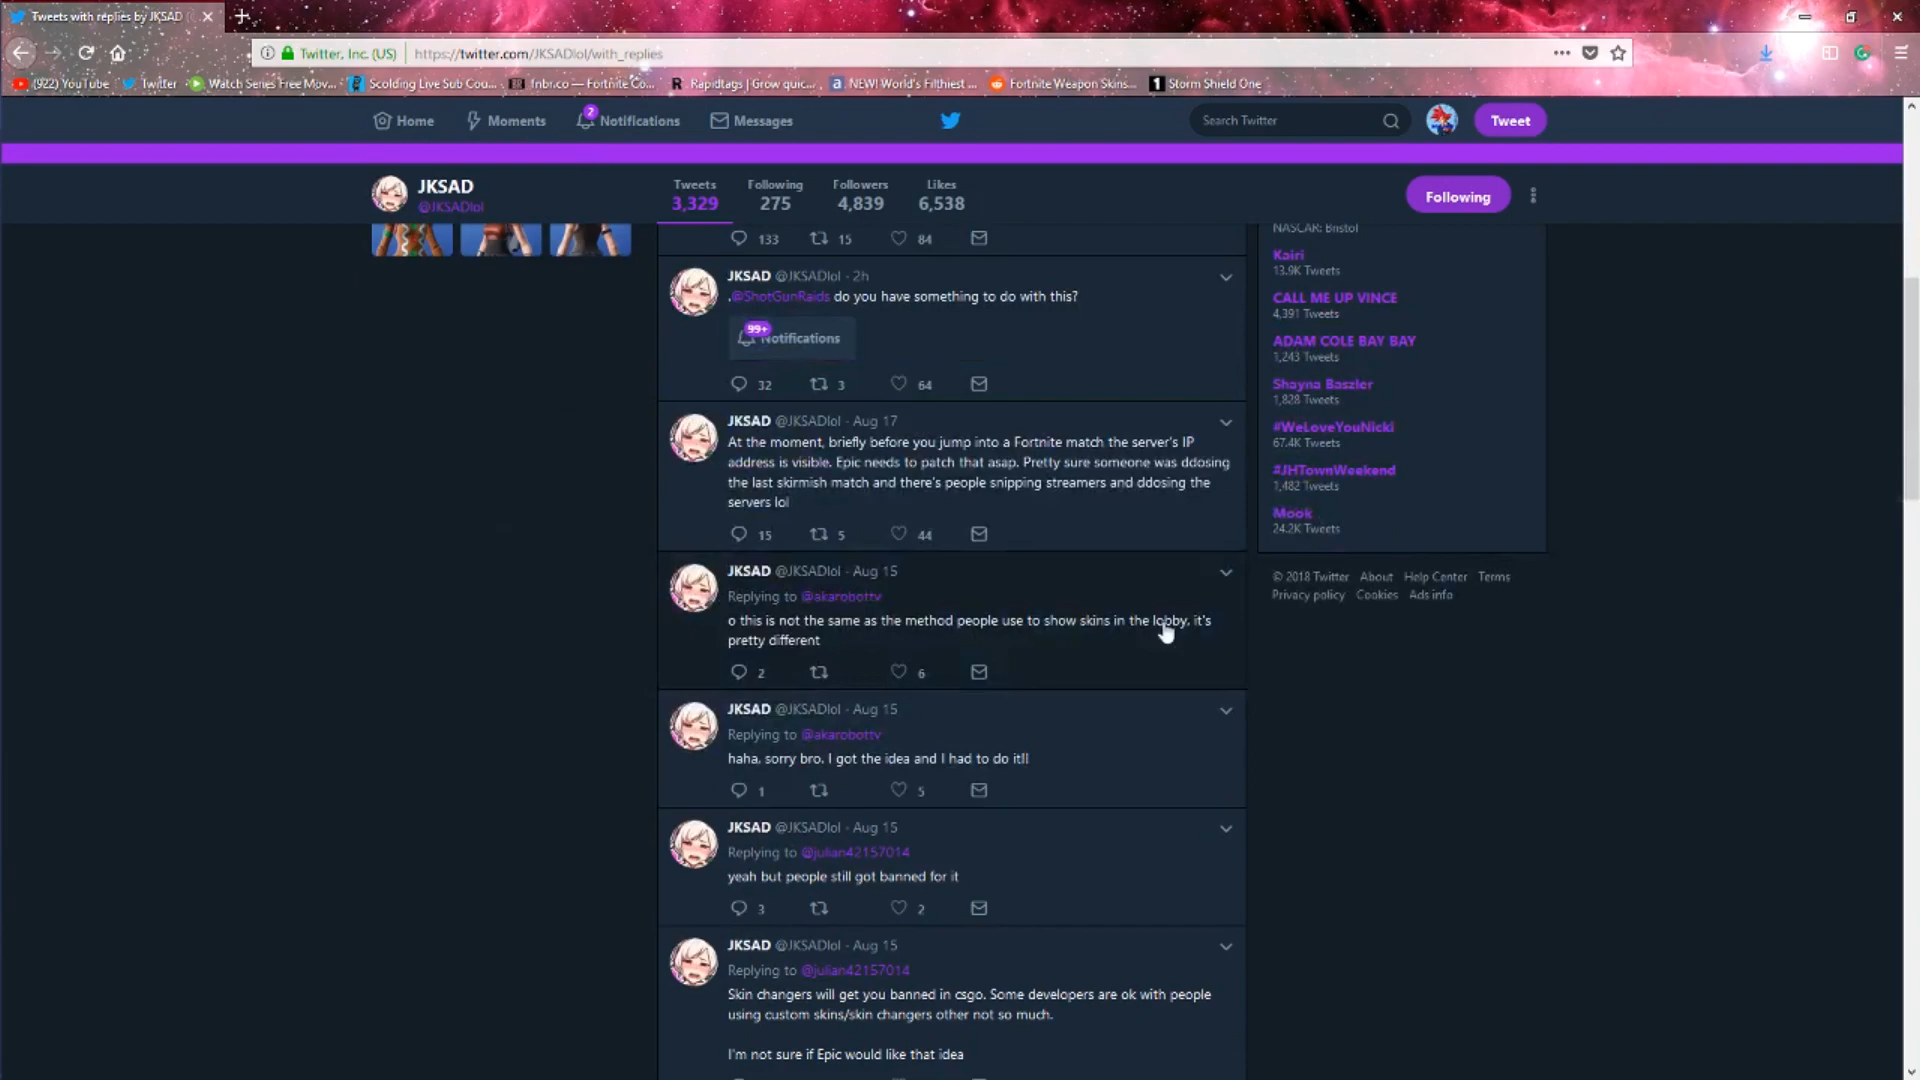 Tweets with replies by JKSAD
Twitter, Inc. (US) https://twitter.com/JKSADlol/with_replies
(922) YouTube Twitter Watch Series Free Mov... Scolding Live Sub Cou... fnbr.co — Fortnite Co... Rapidtags | Grow quic... NEW! World's Filthiest ... Fortnite Weapon Skins... Storm Shield One
Home Moments 2 Notifications Messages Search Twitter Tweet
JKSAD
@JKSADlol
Tweets Following Followers Likes
3,329 275 4,839 6,538
Following
133 15 84
JKSAD @JKSADlol - 2h
.@ShotGunRaids do you have something to do with this?
99+
Notifications
32 3 64
JKSAD @JKSADlol - Aug 17
At the moment, briefly before you jump into a Fortnite match the server's IP
address is visible. Epic needs to patch that asap. Pretty sure someone was ddosing
the last skirmish match and there's people snipping streamers and ddosing the
servers lol
15 5 44
JKSAD @JKSADlol - Aug 15
Replying to @akarobottv
o this is not the same as the method people use to show skins in the lobby, it's
pretty different
2 6
JKSAD @JKSADlol - Aug 15
Replying to @akarobottv
haha, sorry bro. I got the idea and I had to do it!!
1 5
JKSAD @JKSADlol - Aug 15
Replying to @julian42157014
yeah but people still got banned for it
3 2
JKSAD @JKSADlol - Aug 15
Replying to @julian42157014
Skin changers will get you banned in csgo. Some developers are ok with people
using custom skins/skin changers other not so much.
I'm not sure if Epic would like that idea
NASCAR: Bristol
Kairi
13.9K Tweets
CALL ME UP VINCE
4,391 Tweets
ADAM COLE BAY BAY
1,243 Tweets
Shayna Baszler
1,828 Tweets
#WeLoveYouNicki
67.4K Tweets
#JHTownWeekend
1,482 Tweets
Mook
24.2K Tweets
© 2018 Twitter About Help Center Terms
Privacy policy Cookies Ads info